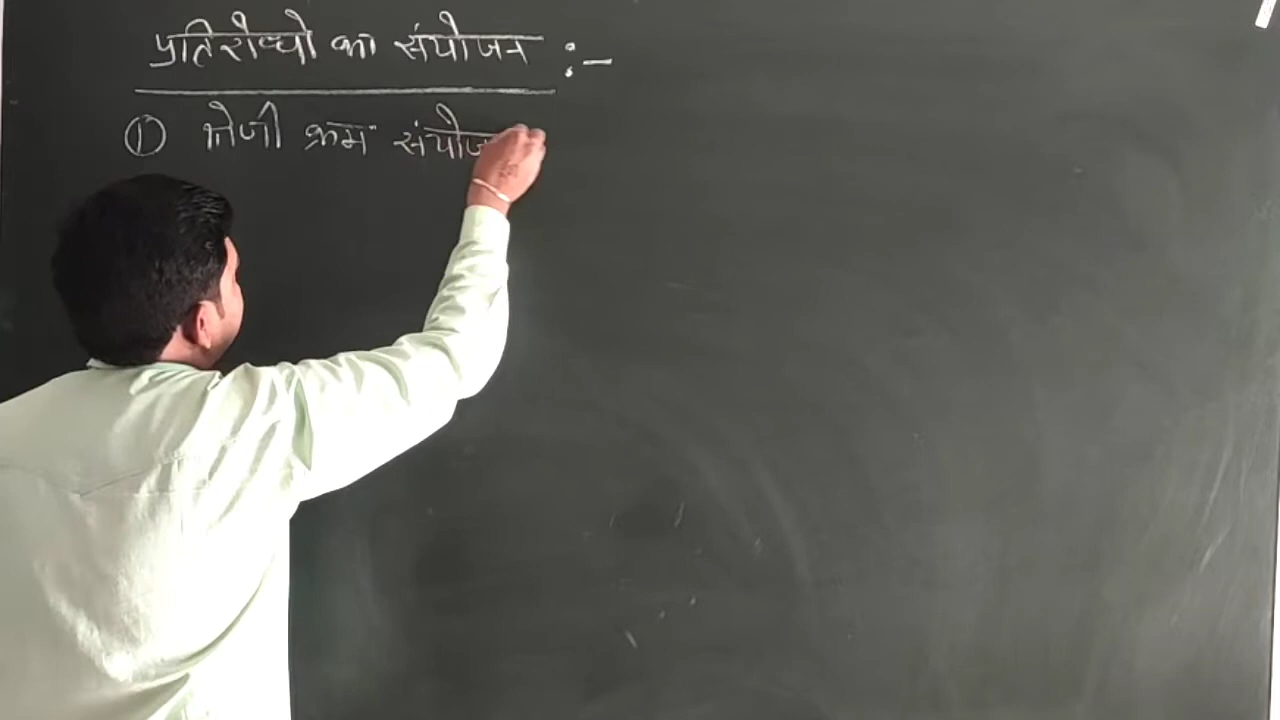 प्रतिरोधो का संयोजन :-
① श्रेणी क्रम संयोज